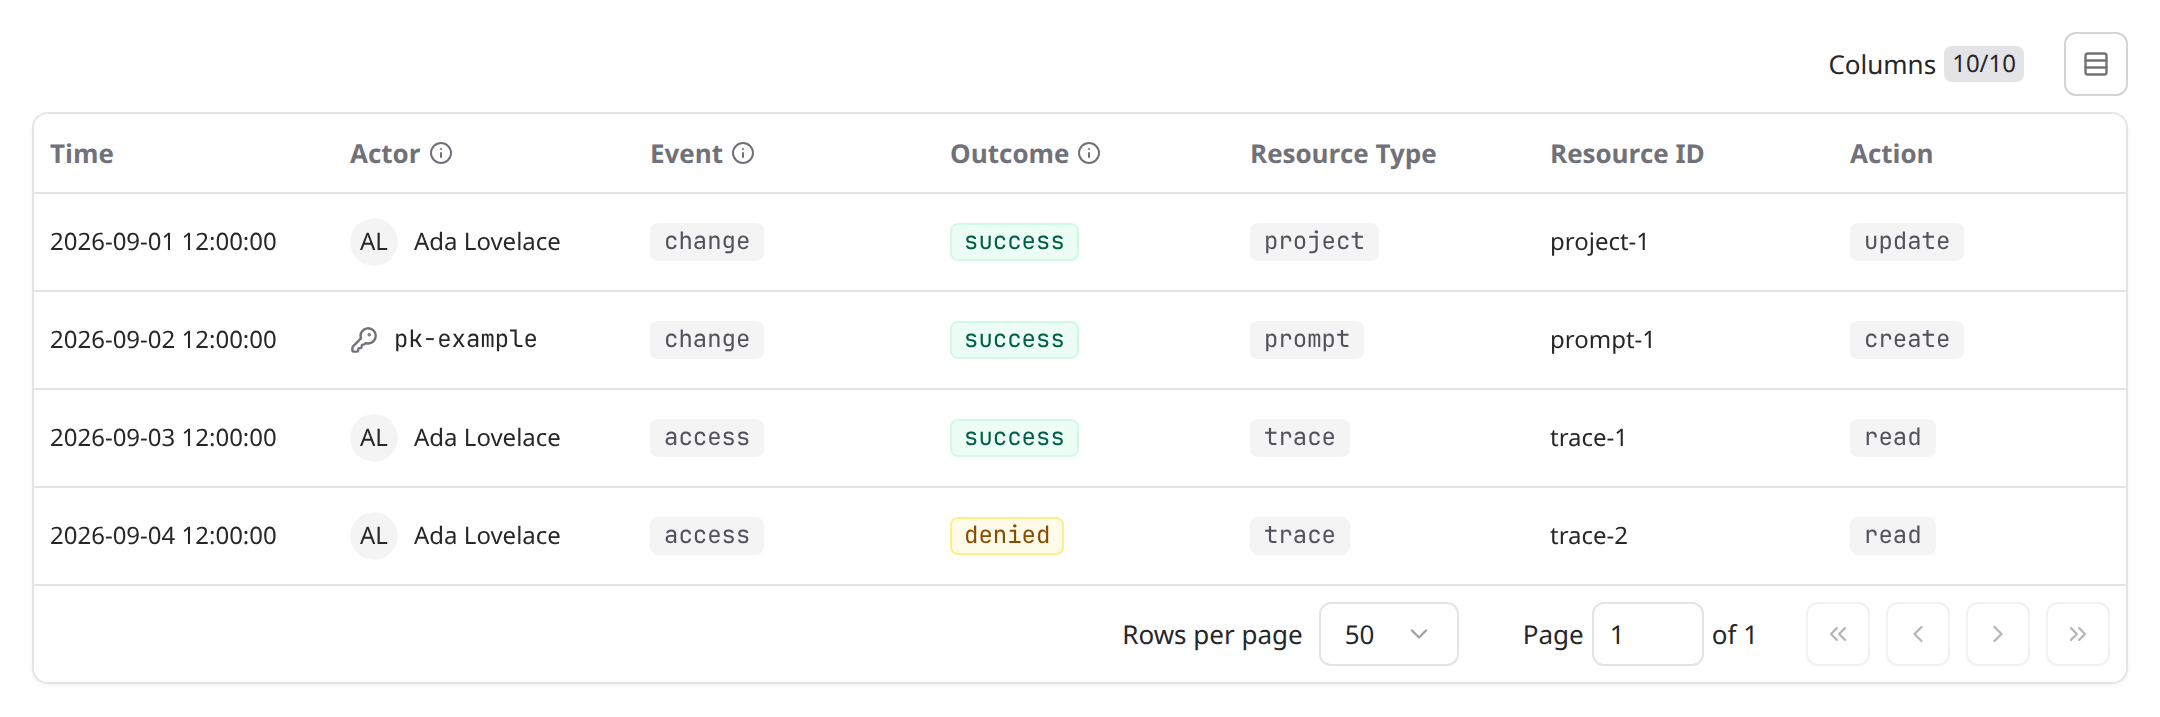 Columns 10/10
Time Actor Event Outcome Resource Type Resource ID Action
2026-09-01 12:00:00 AL Ada Lovelace change success project project-1 update
2026-09-02 12:00:00 pk-example change success prompt prompt-1 create
2026-09-03 12:00:00 AL Ada Lovelace access success trace trace-1 read
2026-09-04 12:00:00 AL Ada Lovelace access denied trace trace-2 read
Rows per page 50 Page 1 of 1